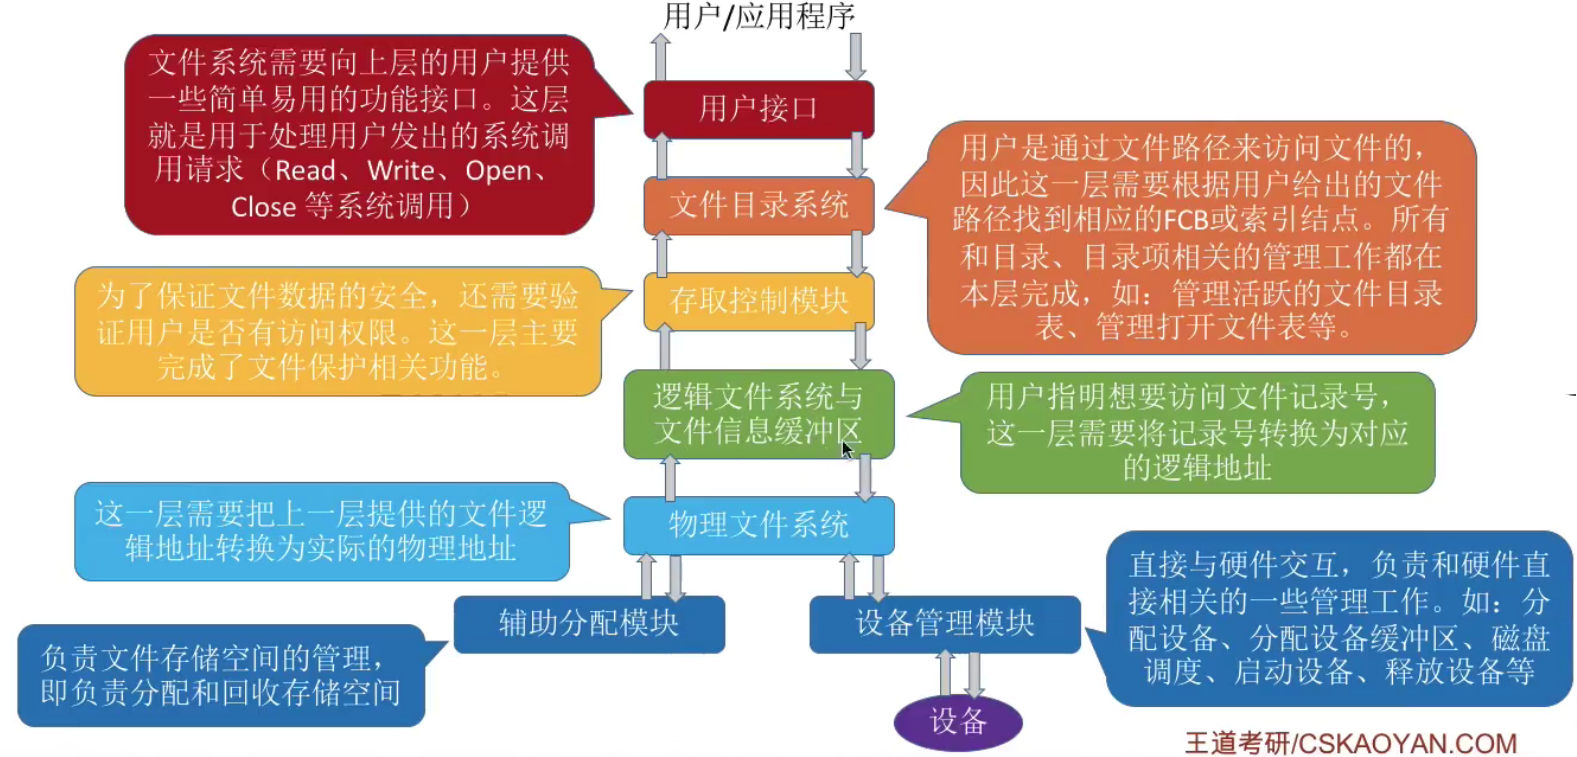 用户/应用程序
文件系统需要向上层的用户提供
一些简单易用的功能接口。这层
就是用于处理用户发出的系统调
用请求（Read、Write、Open、
Close 等系统调用）
用户接口
用户是通过文件路径来访问文件的，
因此这一层需要根据用户给出的文件
路径找到相应的FCB或索引结点。所有
和目录、目录项相关的管理工作都在
本层完成，如：管理活跃的文件目录
表、管理打开文件表等。
文件目录系统
为了保证文件数据的安全，还需要验
证用户是否有访问权限。这一层主要
完成了文件保护相关功能。
存取控制模块
逻辑文件系统与
文件信息缓冲区
用户指明想要访问文件记录号，
这一层需要将记录号转换为对应
的逻辑地址
这一层需要把上一层提供的文件逻
辑地址转换为实际的物理地址
物理文件系统
辅助分配模块
设备管理模块
直接与硬件交互，负责和硬件直
接相关的一些管理工作。如：分
配设备、分配设备缓冲区、磁盘
调度、启动设备、释放设备等
负责文件存储空间的管理，
即负责分配和回收存储空间
设备
王道考研/CSKAOYAN.COM